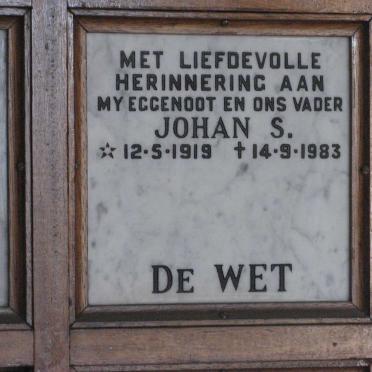 MET LIEFDEVOLLE
HERINNERING AAN
MY EGGENOOT EN ONS VADER
JOHAN S.
☆ 12·5·1919 ✝14·9·1983
DE WET